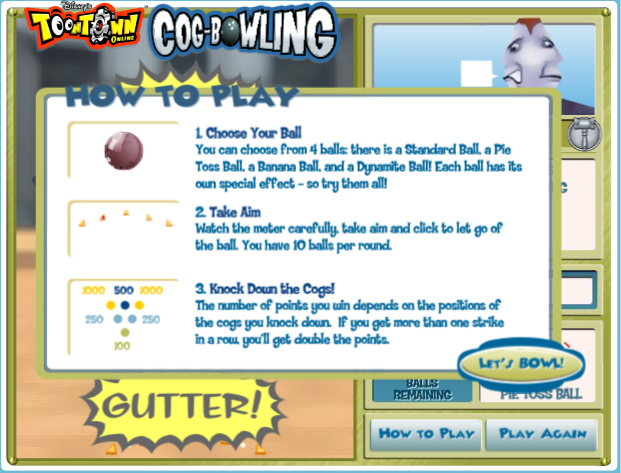 Disney's
TOONTOWN
ONLINE
COG-BOWLING
HOW TO PLAY
1. Choose Your Ball
You can choose from 4 balls: there is a Standard Ball, a Pie
Toss Ball, a Banana Ball, and a Dynamite Ball! Each ball has its
own special effect - so try them all!
2. Take Aim
Watch the meter carefully, take aim and click to let go of
the ball. You have 10 balls per round.
3. Knock Down the Cogs!
1000 500 1000
250 250
100
The number of points you win depends on the positions of
the cogs you knock down. If you get more than one strike
in a row, you'll get double the points.
LET'S BOWL!
GUTTER!
BALLS
REMAINING
PIE TOSS BALL
HOW TO PLAY
PLAY AGAIN